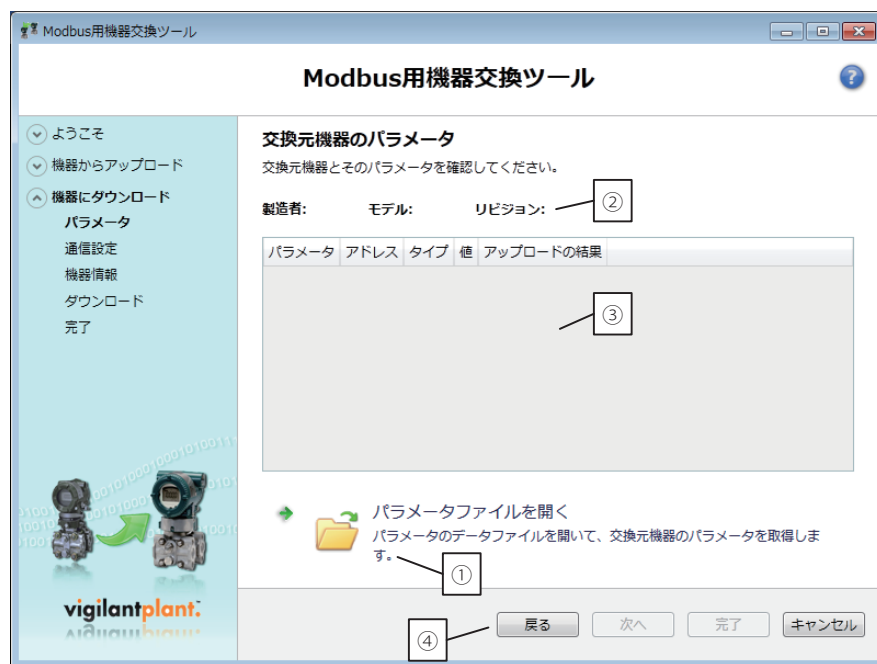 Modbus用機器交換ツール
Modbus用機器交換ツール
?
ようこそ
機器からアップロード
機器にダウンロード
パラメータ
通信設定
機器情報
ダウンロード
完了
交換元機器のパラメータ
交換元機器とそのパラメータを確認してください。
製造者: モデル: リビジョン:
②
パラメータ アドレス タイプ 値 アップロードの結果
③
パラメータファイルを開く
パラメータのデータファイルを開いて、交換元機器のパラメータを取得しま
す。
①
vigilantplant.
④
戻る 次へ 完了 キャンセル